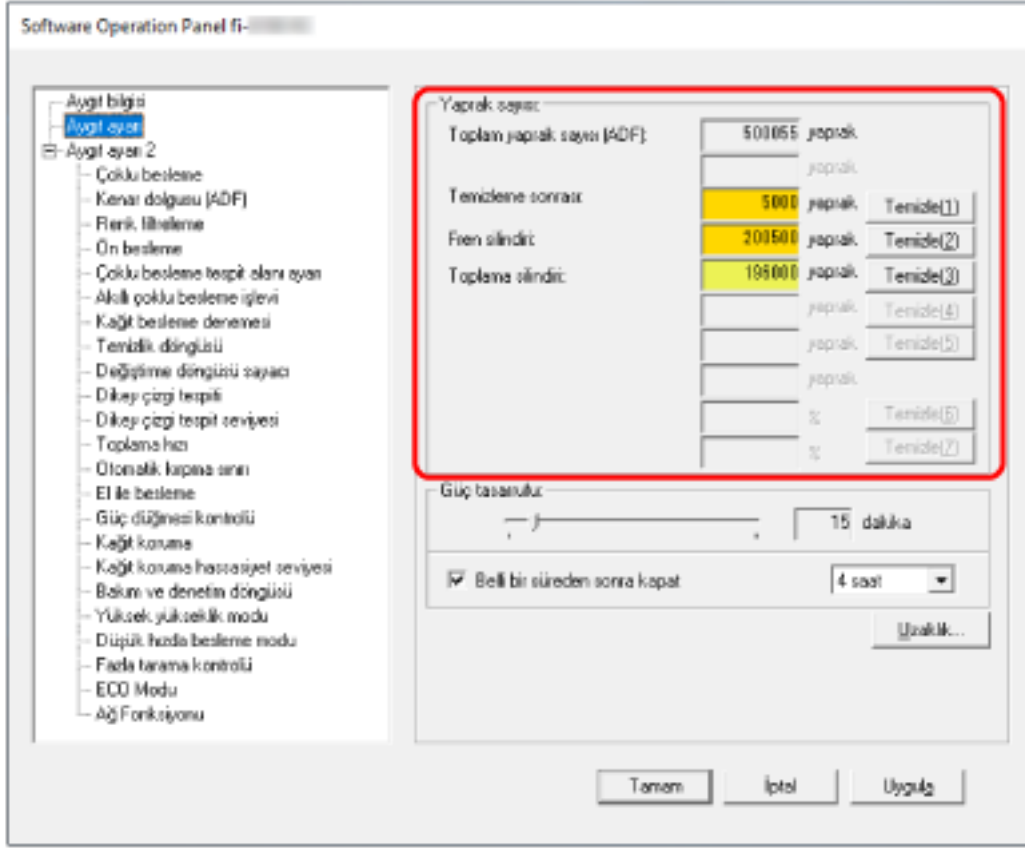 Software Operation Panel fi-
Aygıt bilgisi
Aygıt ayarı
Aygıt ayarı 2
Çoklu besleme
Kenar dolgusu (ADF)
Renk filtreleme
Ön besleme
Çoklu besleme tespit alanı ayarı
Akıllı çoklu besleme işlevi
Kağıt besleme denemesi
Temizlik döngüsü
Değiştirme döngüsü sayacı
Dikey çizgi tespiti
Dikey çizgi tespit seviyesi
Toplama hızı
Otomatik kırpma sınırı
El ile besleme
Güç düğmesi kontrolü
Kağıt koruma
Kağıt koruma hassasiyet seviyesi
Bakım ve denetim döngüsü
Yüksek yükseklik modu
Düşük hızda besleme modu
Fazla tarama kontrolü
ECO Modu
Ağ Fonksiyonu
Yaprak sayısı:
Toplam yaprak sayısı (ADF): 500055 yaprak
yaprak
Temizleme sonrası: 5000 yaprak Temizle(1)
Fren silindiri: 200500 yaprak Temizle(2)
Toplama silindiri: 196000 yaprak Temizle(3)
yaprak Temizle(4)
yaprak Temizle(5)
yaprak
% Temizle(6)
% Temizle(7)
Güç tasarrufu:
15 dakika
Belli bir süreden sonra kapat 4 saat
Uzaklık...
Tamam İptal Uygula